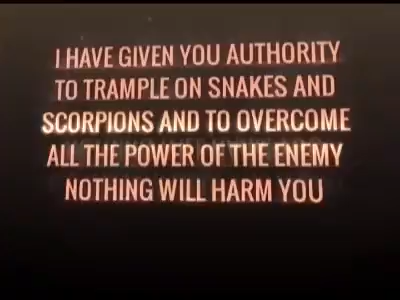 I HAVE GIVEN YOU AUTHORITY
TO TRAMPLE ON SNAKES AND
SCORPIONS AND TO OVERCOME
ALL THE POWER OF THE ENEMY
NOTHING WILL HARM YOU